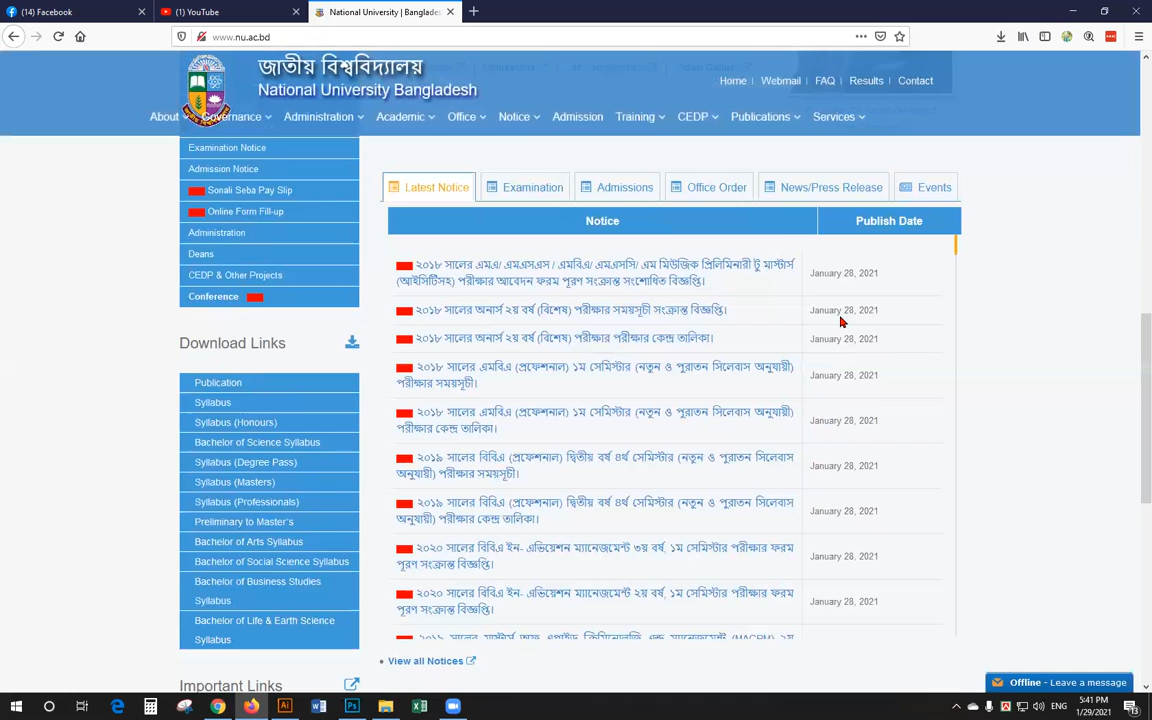 (14) Facebook
(1) YouTube
National University | Banglades
www.nu.ac.bd
জাতীয় বিশ্ববিদ্যালয়
National University Bangladesh
Home | Webmail | FAQ | Results | Contact
About Governance Administration Academic Office Notice Admission Training CEDP Publications Services
Examination Notice
Admission Notice
Sonali Seba Pay Slip
Online Form Fill-up
Administration
Deans
CEDP & Other Projects
Conference
Download Links
Publication
Syllabus
Syllabus (Honours)
Bachelor of Science Syllabus
Syllabus (Degree Pass)
Syllabus (Masters)
Syllabus (Professionals)
Preliminary to Master's
Bachelor of Arts Syllabus
Bachelor of Social Science Syllabus
Bachelor of Business Studies
Syllabus
Bachelor of Life & Earth Science
Syllabus
Important Links
Latest Notice Examination Admissions Office Order News/Press Release Events
Notice Publish Date
২০১৮ সালের এমএ/ এমএসএস / এমবিএ/ এমএসসি/ এম মিউজিক প্রিলিমিনারী টু মাস্টার্স
(আইসিটিসহ) পরীক্ষার আবেদন ফরম পূরণ সংক্রান্ত সংশোধিত বিজ্ঞপ্তি।
January 28, 2021
২০১৮ সালের অনার্স ২য় বর্ষ (বিশেষ) পরীক্ষার সময়সূচী সংক্রান্ত বিজ্ঞপ্তি।
January 28, 2021
২০১৮ সালের অনার্স ২য় বর্ষ (বিশেষ) পরীক্ষার পরীক্ষার কেন্দ্র তালিকা।
January 28, 2021
২০১৮ সালের এমবিএ (প্রফেশনাল) ১ম সেমিস্টার (নতুন ও পুরাতন সিলেবাস অনুযায়ী)
পরীক্ষার সময়সূচী।
January 28, 2021
২০১৮ সালের এমবিএ (প্রফেশনাল) ১ম সেমিস্টার (নতুন ও পুরাতন সিলেবাস অনুযায়ী)
পরীক্ষার কেন্দ্র তালিকা।
January 28, 2021
২০১৯ সালের বিবিএ (প্রফেশনাল) দ্বিতীয় বর্ষ ৪র্থ সেমিস্টার (নতুন ও পুরাতন সিলেবাস
অনুযায়ী) পরীক্ষার সময়সূচী।
January 28, 2021
২০১৯ সালের বিবিএ (প্রফেশনাল) দ্বিতীয় বর্ষ ৪র্থ সেমিস্টার (নতুন ও পুরাতন সিলেবাস
অনুযায়ী) পরীক্ষার কেন্দ্র তালিকা।
January 28, 2021
২০২০ সালের বিবিএ ইন- এভিয়েশন ম্যানেজমেন্ট ৩য় বর্ষ, ১ম সেমিস্টার পরীক্ষার ফরম
পূরণ সংক্রান্ত বিজ্ঞপ্তি।
January 28, 2021
২০২০ সালের বিবিএ ইন- এভিয়েশন ম্যানেজমেন্ট ২য় বর্ষ, ১ম সেমিস্টার পরীক্ষার ফরম
পূরণ সংক্রান্ত বিজ্ঞপ্তি।
January 28, 2021
২০১৯ সালের মাস্টার্স অফ এপ্লাইড ক্রিমিনোলজি এন্ড ম্যানেজমেন্ট (MACPM) ২য়
View all Notices
Offline - Leave a message
ENG
5:41 PM
1/29/2021